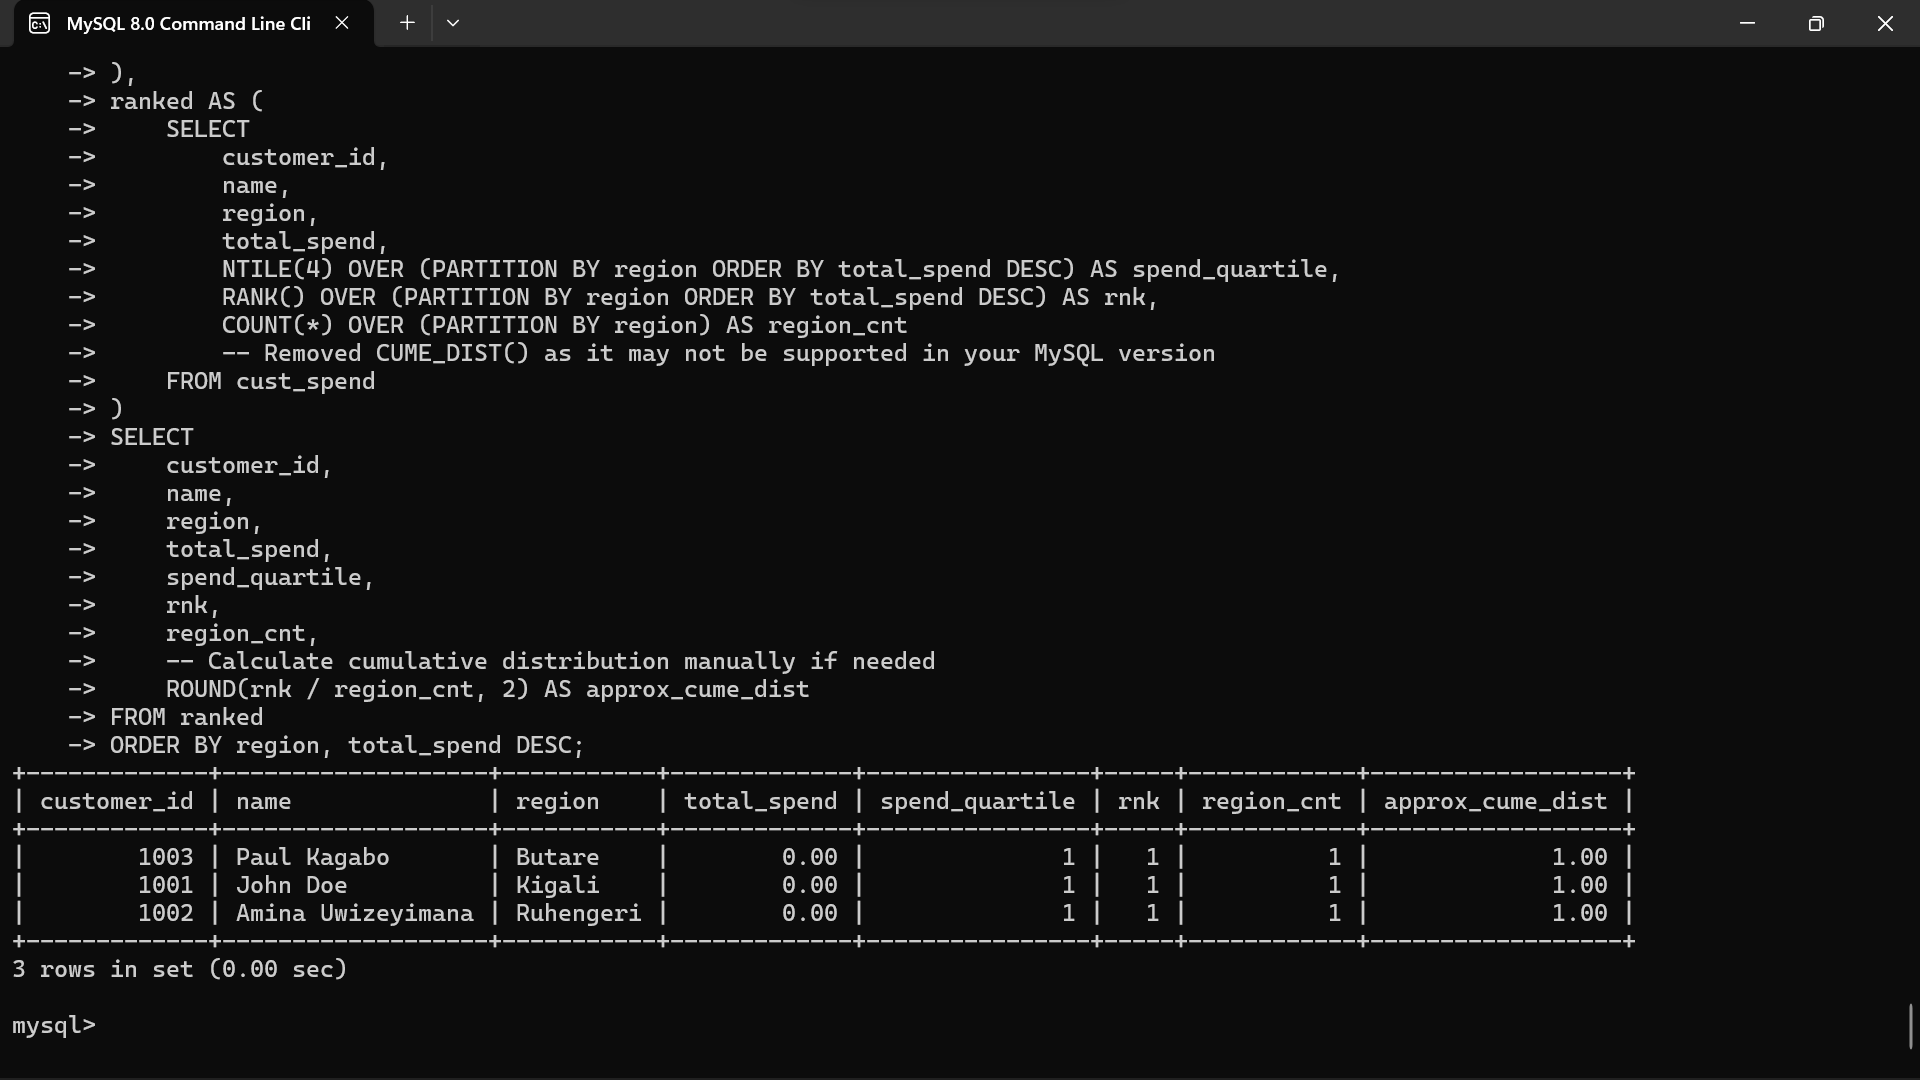 MySQL 8.0 Command Line Cli
-> ),
-> ranked AS (
->     SELECT
->         customer_id,
->         name,
->         region,
->         total_spend,
->         NTILE(4) OVER (PARTITION BY region ORDER BY total_spend DESC) AS spend_quartile,
->         RANK() OVER (PARTITION BY region ORDER BY total_spend DESC) AS rnk,
->         COUNT(*) OVER (PARTITION BY region) AS region_cnt
->         -- Removed CUME_DIST() as it may not be supported in your MySQL version
->     FROM cust_spend
-> )
-> SELECT
->     customer_id,
->     name,
->     region,
->     total_spend,
->     spend_quartile,
->     rnk,
->     region_cnt,
->     -- Calculate cumulative distribution manually if needed
->     ROUND(rnk / region_cnt, 2) AS approx_cume_dist
-> FROM ranked
-> ORDER BY region, total_spend DESC;
+-------------+-------------------+-----------+-------------+----------------+-----+------------+------------------+
| customer_id | name              | region    | total_spend | spend_quartile | rnk | region_cnt | approx_cume_dist |
+-------------+-------------------+-----------+-------------+----------------+-----+------------+------------------+
|        1003 | Paul Kagabo       | Butare    |        0.00 |              1 |   1 |          1 |             1.00 |
|        1001 | John Doe          | Kigali    |        0.00 |              1 |   1 |          1 |             1.00 |
|        1002 | Amina Uwizeyimana | Ruhengeri |        0.00 |              1 |   1 |          1 |             1.00 |
+-------------+-------------------+-----------+-------------+----------------+-----+------------+------------------+
3 rows in set (0.00 sec)
mysql>